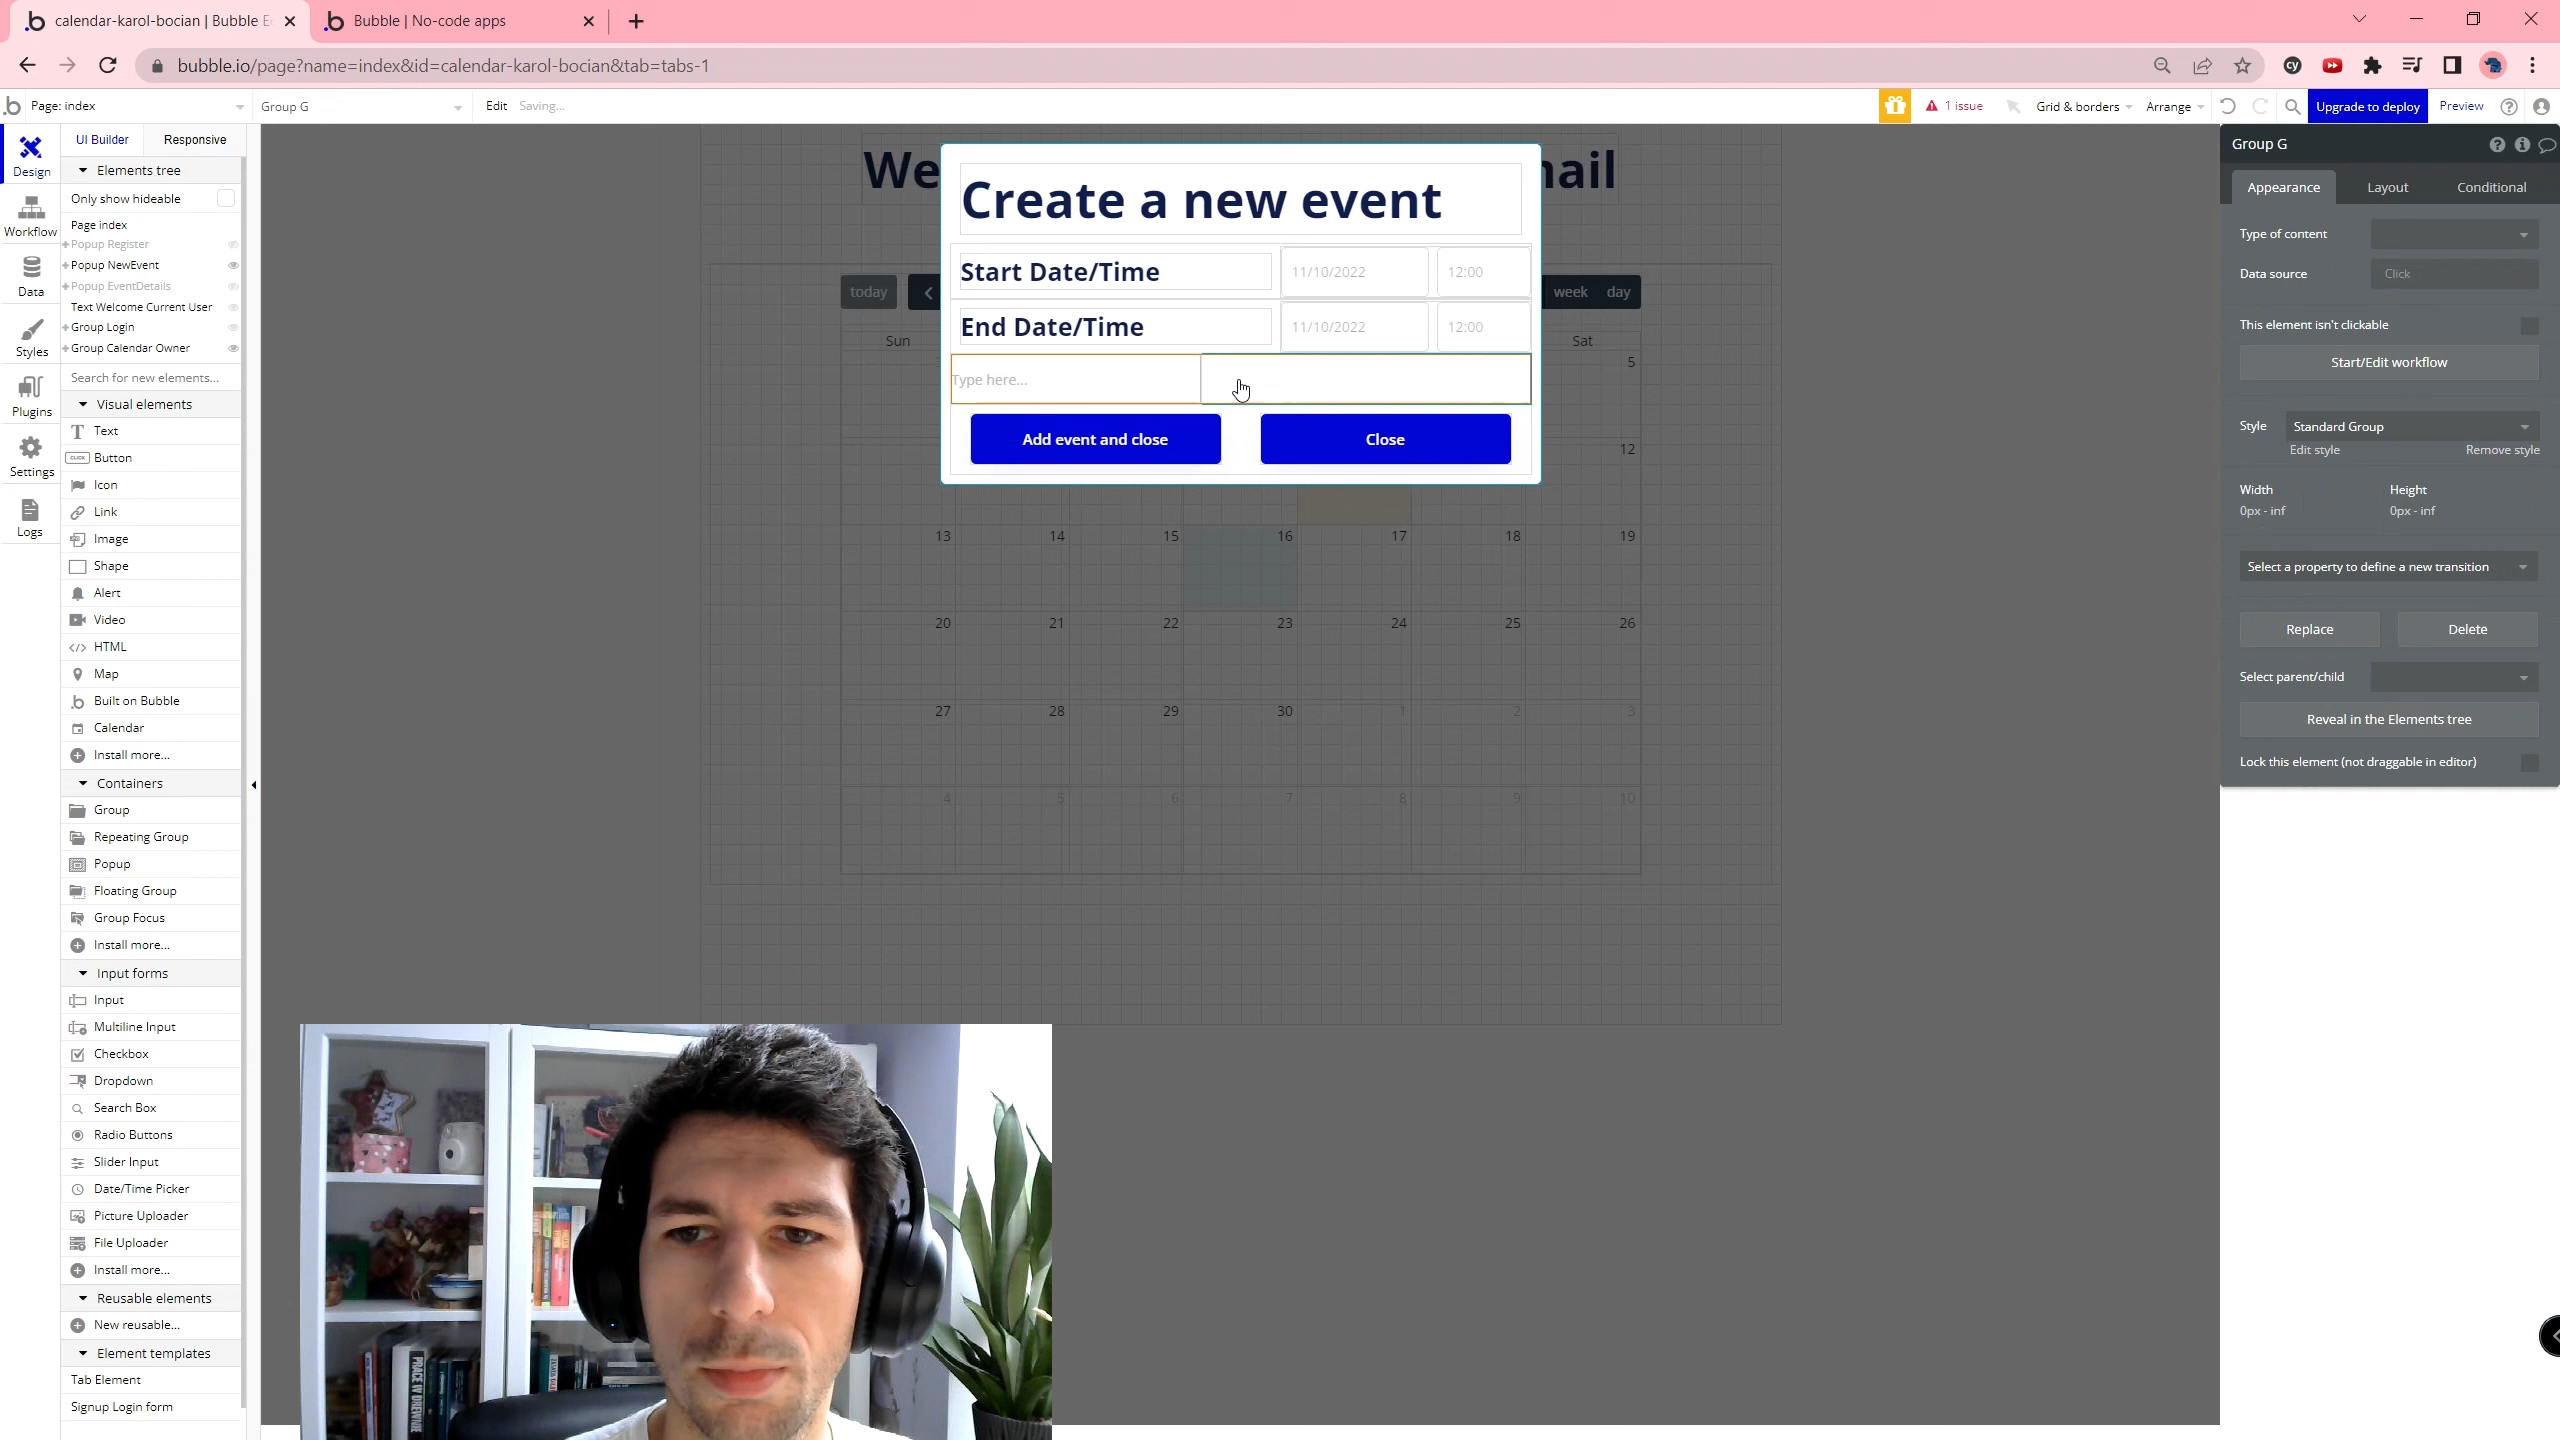 calendar-karol-bocian | Bubble E
Bubble | No-code apps
bubble.io/page?name=index&id=calendar-karol-bocian&tab=tabs-1
Page: index
Group G
Edit
Saving...
1 issue
Grid & borders
Arrange
Upgrade to deploy
Preview
Design
Workflow
Data
Styles
Plugins
Settings
Logs
UI Builder
Responsive
Elements tree
Only show hideable
Page index
Popup Register
Popup NewEvent
Popup EventDetails
Text Welcome Current User
Group Login
Group Calendar Owner
Search for new elements...
Visual elements
Text
Button
Icon
Link
Image
Shape
Alert
Video
HTML
Map
Built on Bubble
Calendar
Install more...
Containers
Group
Repeating Group
Popup
Floating Group
Group Focus
Install more...
Input forms
Input
Multiline Input
Checkbox
Dropdown
Search Box
Radio Buttons
Slider Input
Date/Time Picker
Picture Uploader
File Uploader
Install more...
Reusable elements
New reusable...
Element templates
Tab Element
Signup Login form
We
ail
Create a new event
Start Date/Time
11/10/2022
12:00
End Date/Time
11/10/2022
12:00
Type here...
Add event and close
Close
today
week day
Sun
Sat
5
12
13 14 15 16 17 18 19
20 21 22 23 24 25 26
27 28 29 30 1 2 3
4 5 6 7 8 9 10
PRACE W DREWNIE
Group G
Appearance
Layout
Conditional
Type of content
Data source
Click
This element isn't clickable
Start/Edit workflow
Style
Standard Group
Edit style
Remove style
Width
Height
0px - inf
0px - inf
Select a property to define a new transition
Replace
Delete
Select parent/child
Reveal in the Elements tree
Lock this element (not draggable in editor)